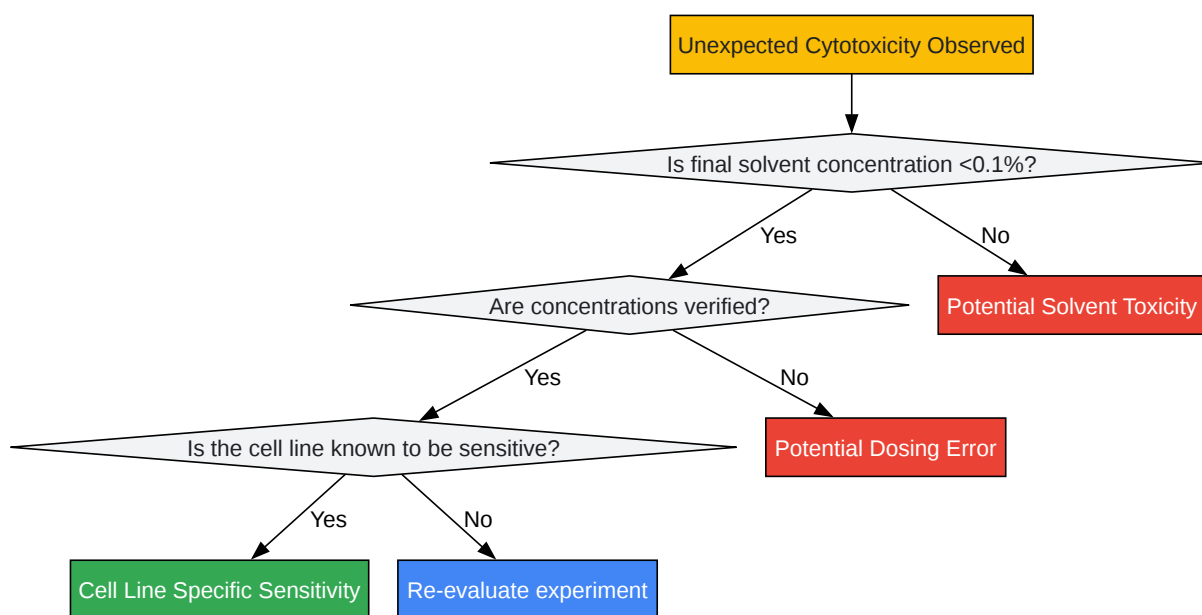 Unexpected Cytotoxicity Observed
Is final solvent concentration <0.1%?
Yes
No
Are concentrations verified?
Potential Solvent Toxicity
Yes
No
Is the cell line known to be sensitive?
Potential Dosing Error
Yes
No
Cell Line Specific Sensitivity
Re-evaluate experiment